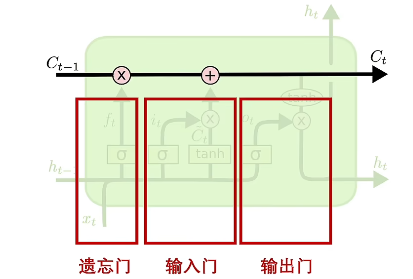 h_t
C_{t-1} x + C_t
tanh
f_t i_t x o_t x
C̃_t
σ σ tanh σ
h_{t-1} h_t
x_t
遗忘门 输入门 输出门